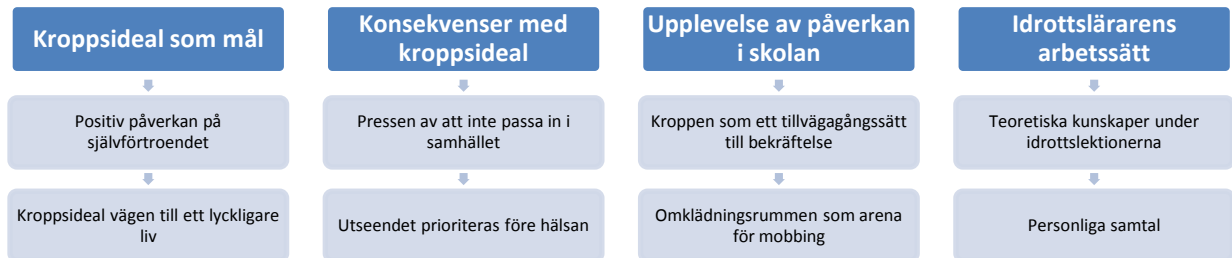 Kroppsideal som mål
Positiv påverkan på
självförtroendet
Kroppsideal vägen till ett lyckligare
liv
Konsekvenser med
kroppsideal
Pressen av att inte passa in i
samhället
Utseendet prioriteras före hälsan
Upplevelse av påverkan
i skolan
Kroppen som ett tillvägagångssätt
till bekräftelse
Omklädningsrummen som arena
för mobbing
Idrottslärarens
arbetssätt
Teoretiska kunskaper under
idrottslektionerna
Personliga samtal